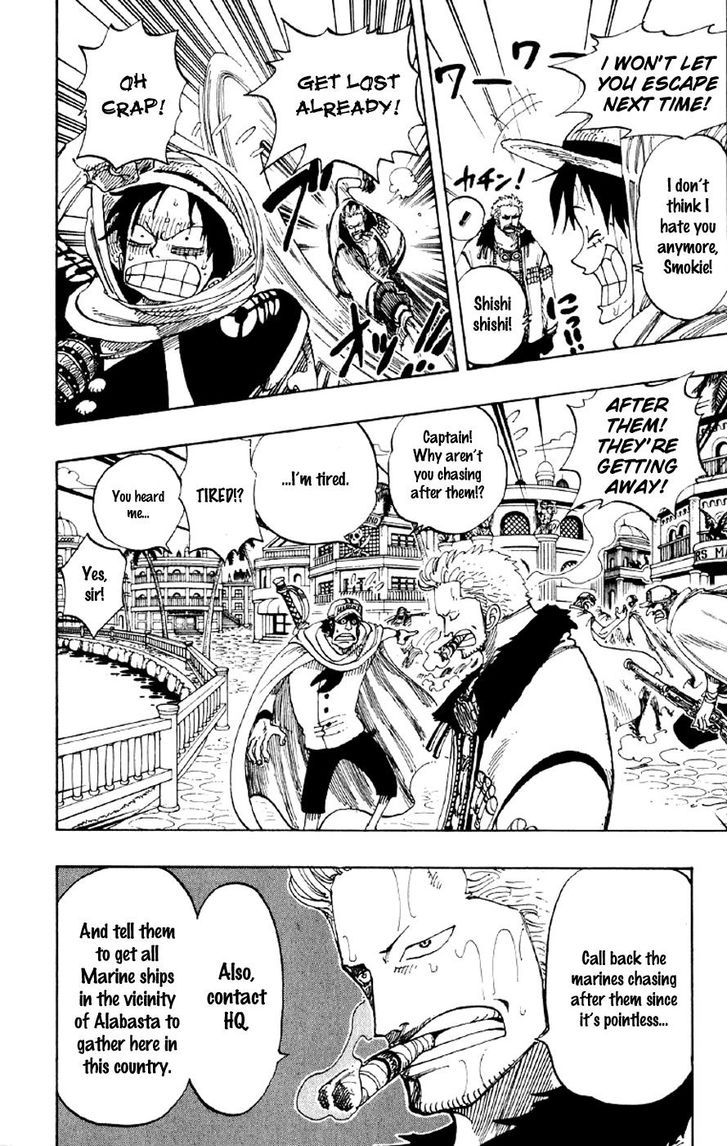 I WON'T LET
YOU ESCAPE
NEXT TIME!
ワー
ワー
I don't
think I
hate you
anymore,
Smokie!
カチン!
Shishi
shishi!
GET LOST
ALREADY!
OH
CRAP!
AFTER
THEM!
THEY'RE
GETTING
AWAY!
Captain!
Why aren't
you chasing
after them!?
...I'm tired.
TIRED!?
You heard
me...
Yes,
sir!
Call back the
marines chasing
after them since
it's pointless...
Also,
contact
HQ.
And tell them
to get all
Marine ships
in the vicinity
of Alabasta to
gather here in
this country.